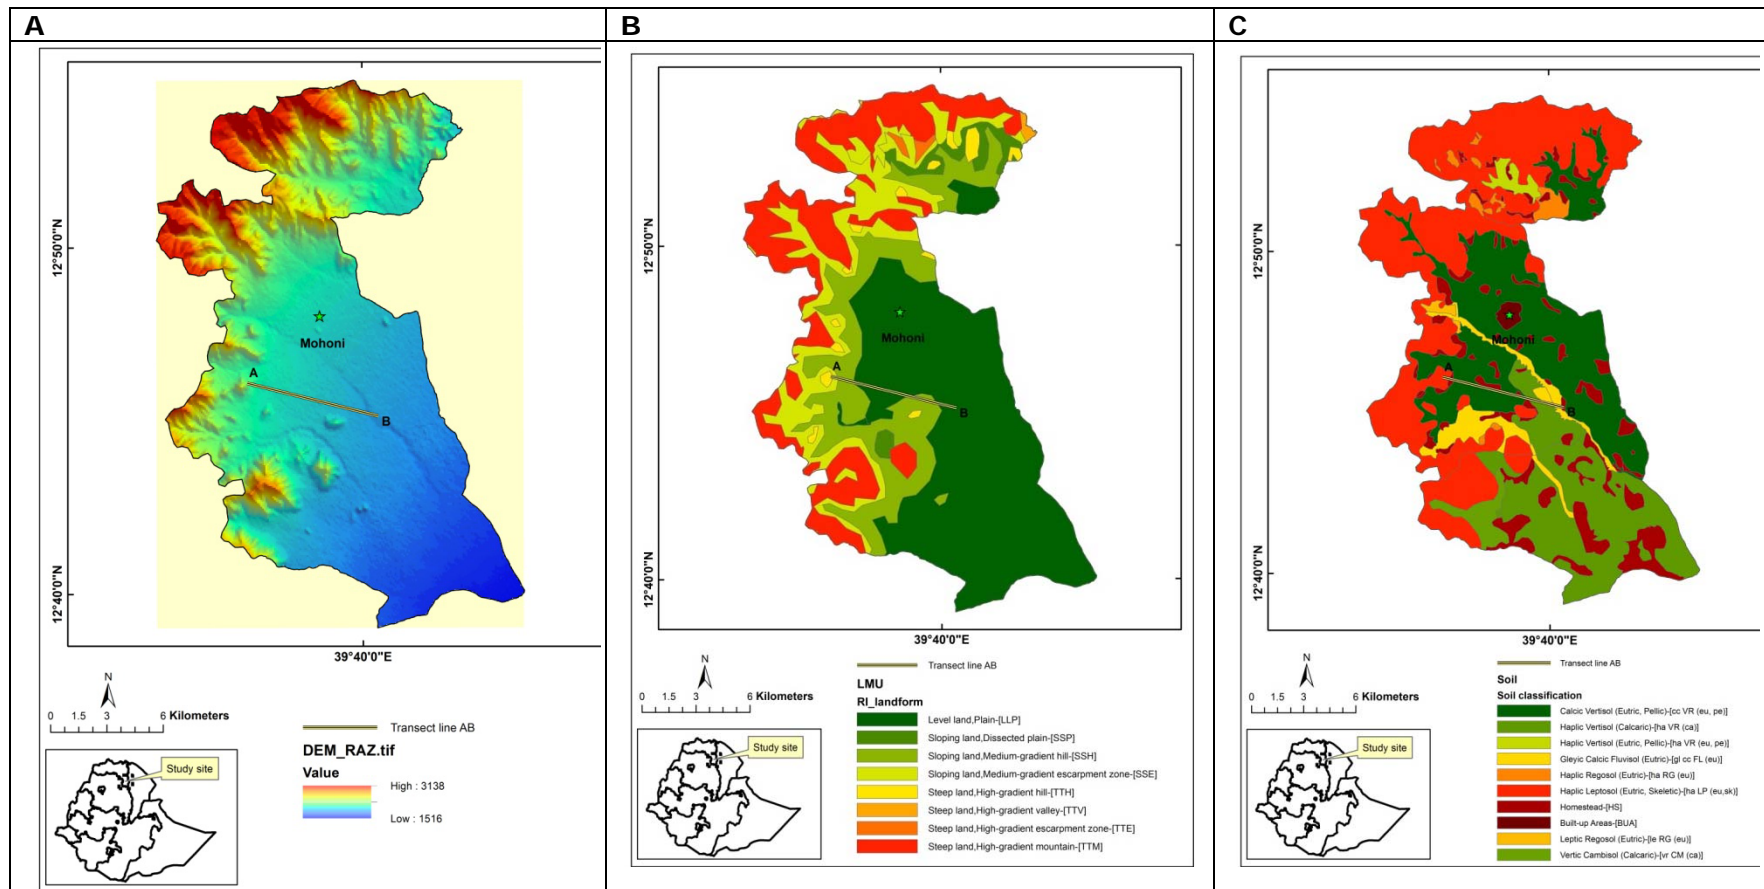 A
12°50'0"N
Mohoni
A
B
12°40'0"N
39°40'0"E
N
0 1.5 3 6 Kilometers
Study site
Transect line AB
DEM_RAZ.tif
Value
High : 3138
Low : 1516
B
12°50'0"N
Mohoni
A
B
12°40'0"N
39°40'0"E
N
0 1.5 3 6 Kilometers
Study site
Transect line AB
LMU
RI_landform
Level land,Plain-[LLP]
Sloping land,Dissected plain-[SSP]
Sloping land,Medium-gradient hill-[SSH]
Sloping land,Medium-gradient escarpment zone-[SSE]
Steep land,High-gradient hill-[TTH]
Steep land,High-gradient valley-[TTV]
Steep land,High-gradient escarpment zone-[TTE]
Steep land,High-gradient mountain-[TTM]
C
12°50'0"N
Mohoni
A
B
12°40'0"N
39°40'0"E
N
0 1.5 3 6 Kilometers
Study site
Transect line AB
Soil
Soil classification
Calcic Vertisol (Eutric, Pellic)-[cc VR (eu, pe)]
Haplic Vertisol (Calcaric)-[ha VR (ca)]
Haplic Vertisol (Eutric, Pellic)-[ha VR (eu, pe)]
Gleyic Calcic Fluvisol (Eutric)-[gl cc FL (eu)]
Haplic Regosol (Eutric)-[ha RG (eu)]
Haplic Leptosol (Eutric, Skeletic)-[ha LP (eu,sk)]
Homestead-[HS]
Built-up Areas-[BUA]
Leptic Regosol (Eutric)-[le RG (eu)]
Vertic Cambisol (Calcaric)-[vr CM (ca)]